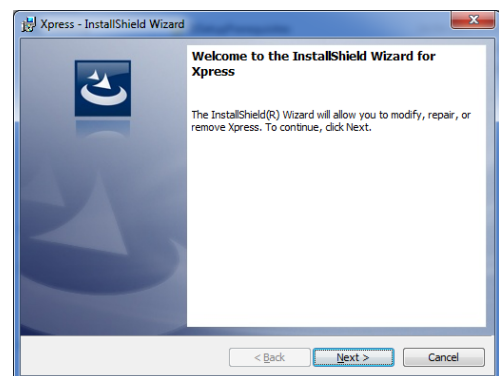 Xpress - InstallShield Wizard
Welcome to the InstallShield Wizard for
Xpress
The InstallShield(R) Wizard will allow you to modify, repair, or
remove Xpress. To continue, click Next.
< Back
Next >
Cancel